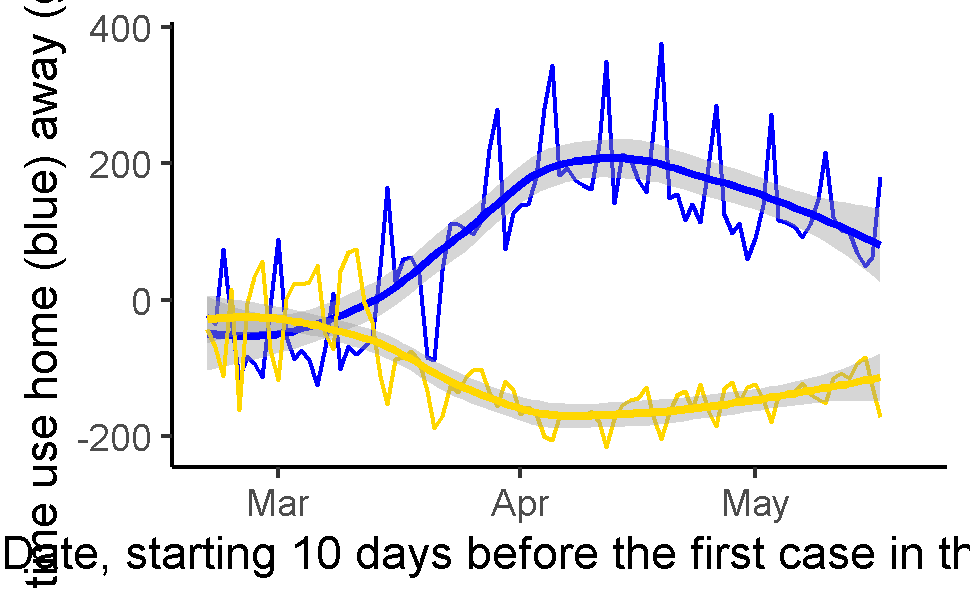 time use home (blue) away (
400
200
0
-200
Mar Apr May
Date, starting 10 days before the first case in th